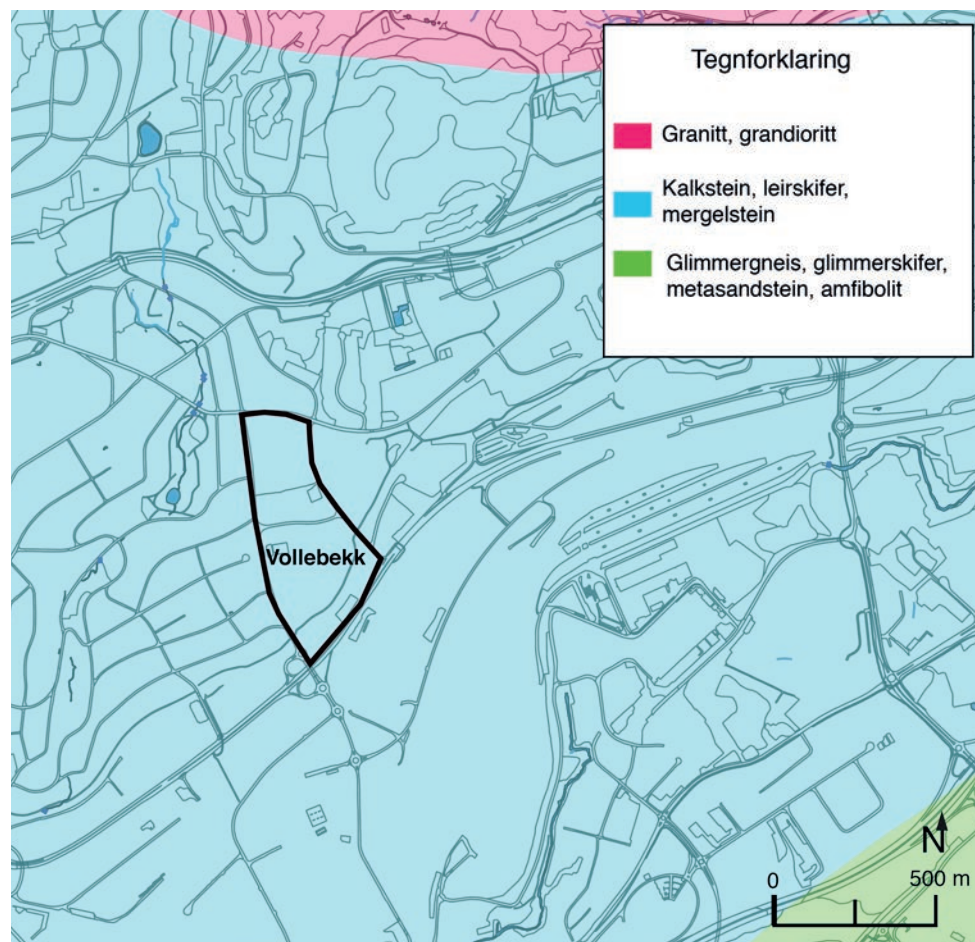 Tegnforklaring
Granitt, grandioritt
Kalkstein, leirskifer,
mergelstein
Glimmergneis, glimmerskifer,
metasandstein, amfibolit
Vollebekk
N
0 500 m